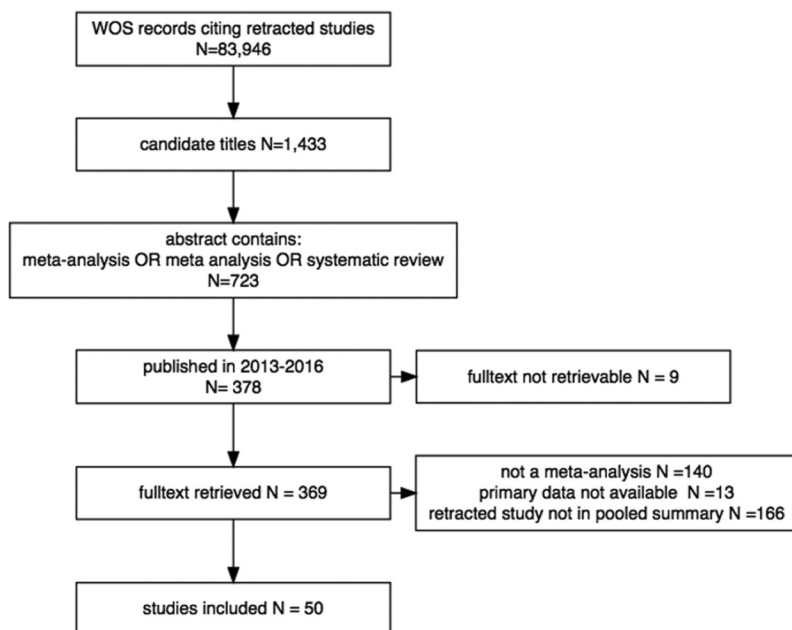 WOS records citing retracted studies
N=83,946
candidate titles N=1,433
abstract contains:
meta-analysis OR meta analysis OR systematic review
N=723
published in 2013-2016
N= 378
fulltext not retrievable N = 9
fulltext retrieved N = 369
not a meta-analysis N =140
primary data not available N =13
retracted study not in pooled summary N =166
studies included N = 50